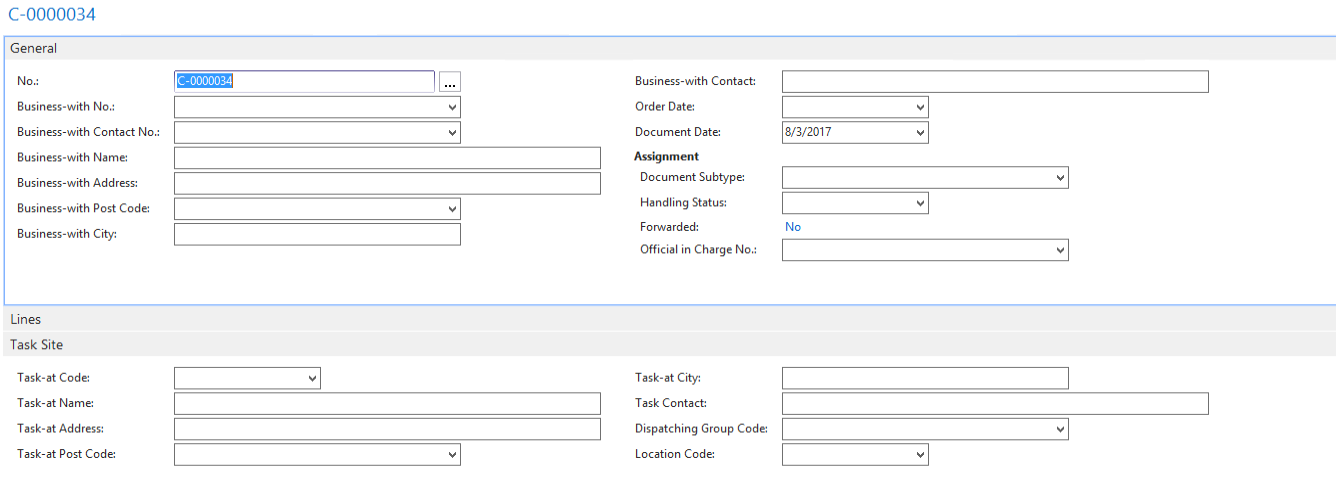 C-0000034
General
No.: C-0000034 ...
Business-with No.:
Business-with Contact No.:
Business-with Name:
Business-with Address:
Business-with Post Code:
Business-with City:
Business-with Contact:
Order Date:
Document Date: 8/3/2017
Assignment
Document Subtype:
Handling Status:
Forwarded: No
Official in Charge No.:
Lines
Task Site
Task-at Code:
Task-at Name:
Task-at Address:
Task-at Post Code:
Task-at City:
Task Contact:
Dispatching Group Code:
Location Code: